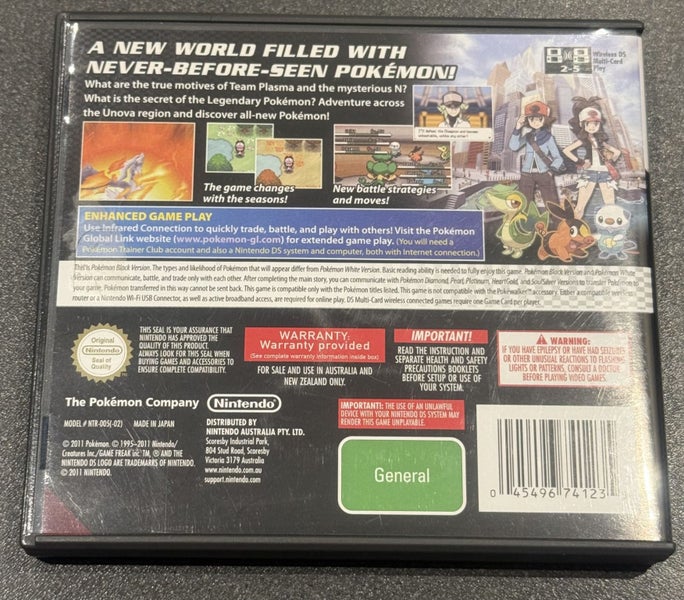 A NEW WORLD FILLED WITH
NEVER-BEFORE-SEEN POKÉMON!
What are the true motives of Team Plasma and the mysterious N?
What is the secret of the Legendary Pokémon? Adventure across
the Unova region and discover all-new Pokémon!
2-5
Wireless DS
Multi-Card
Play
The game changes
with the seasons!
New battle strategies
and moves!
ENHANCED GAME PLAY
Use Infrared Connection to quickly trade, battle, and play with others! Visit the Pokémon
Global Link website (www.pokemon-gl.com) for extended game play. (You will need a
Pokémon Trainer Club account and also a Nintendo DS system and computer, both with Internet connection.)
This is Pokémon Black Version. The types and likelihood of Pokémon that will appear differ from Pokémon White Version. Basic reading ability is needed to fully enjoy this game. Pokémon Black Version and Pokémon White
Version can communicate, battle, and trade only with each other. After completing the main story, you can communicate with Pokémon Diamond, Pearl, Platinum, HeartGold, and SoulSilver Versions to transfer Pokémon to
your game. Pokémon transferred in this way cannot be sent back. This game is compatible only with the Pokémon titles listed. This game is not compatible with the Pokéwalker accessory. Either a compatible
router or a Nintendo Wi-Fi USB Connector, as well as active broadband access, are required for online play. DS Multi-Card wireless connected games require one Game Card per player.
Original
Nintendo
Seal of
Quality
THIS SEAL IS YOUR ASSURANCE THAT
NINTENDO HAS APPROVED THE
QUALITY OF THIS PRODUCT.
ALWAYS LOOK FOR THIS SEAL WHEN
BUYING GAMES AND ACCESSORIES TO
ENSURE COMPLETE COMPATIBILITY.
WARRANTY:
Warranty provided
(See complete warranty information inside box)
FOR SALE AND USE IN AUSTRALIA AND
NEW ZEALAND ONLY.
IMPORTANT!
READ THE INSTRUCTION AND
SEPARATE HEALTH AND SAFETY
PRECAUTIONS BOOKLETS
BEFORE SETUP OR USE OF
YOUR SYSTEM.
WARNING:
IF YOU HAVE EPILEPSY OR HAVE HAD SEIZURES
OR OTHER UNUSUAL REACTIONS TO FLASHING
LIGHTS OR PATTERNS, CONSULT A DOCTOR
BEFORE PLAYING VIDEO GAMES.
The Pokémon Company
Nintendo
MODEL # NTR-005(-02) MADE IN JAPAN
© 2011 Pokémon. © 1995–2011 Nintendo/
Creatures Inc./GAME FREAK inc. TM, ® AND THE
NINTENDO DS LOGO ARE TRADEMARKS OF NINTENDO.
© 2011 NINTENDO.
DISTRIBUTED BY
NINTENDO AUSTRALIA PTY. LTD.
Scoresby Industrial Park,
804 Stud Road, Scoresby
Victoria 3179 Australia
www.nintendo.com.au
support.nintendo.com
IMPORTANT!: THE USE OF AN UNLAWFUL
DEVICE WITH YOUR NINTENDO DS SYSTEM MAY
RENDER THIS GAME UNPLAYABLE.
General
0 45496 74123